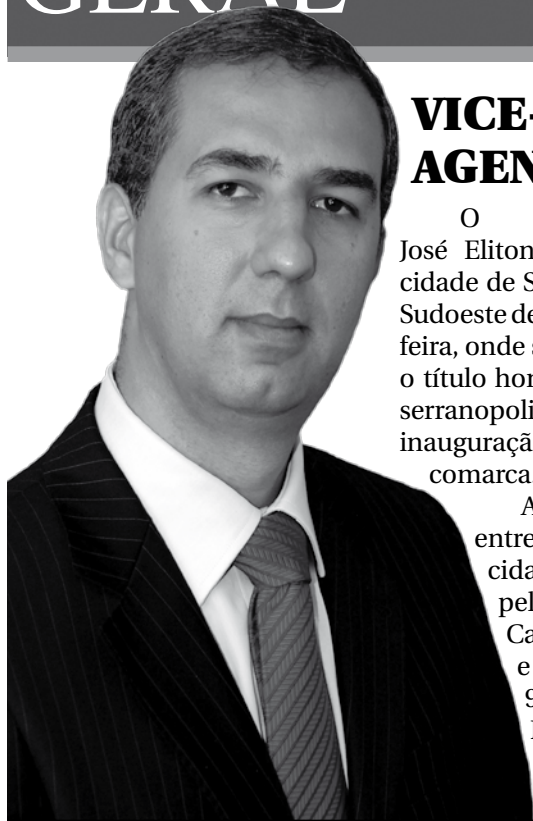 GERAL
VICE-
AGEN
O
José Eliton
cidade de S
Sudoeste de
feira, onde s
o título hon
serranopoli
inauguraçã
comarca.
A
entre
cida
pel
Ca
e
9